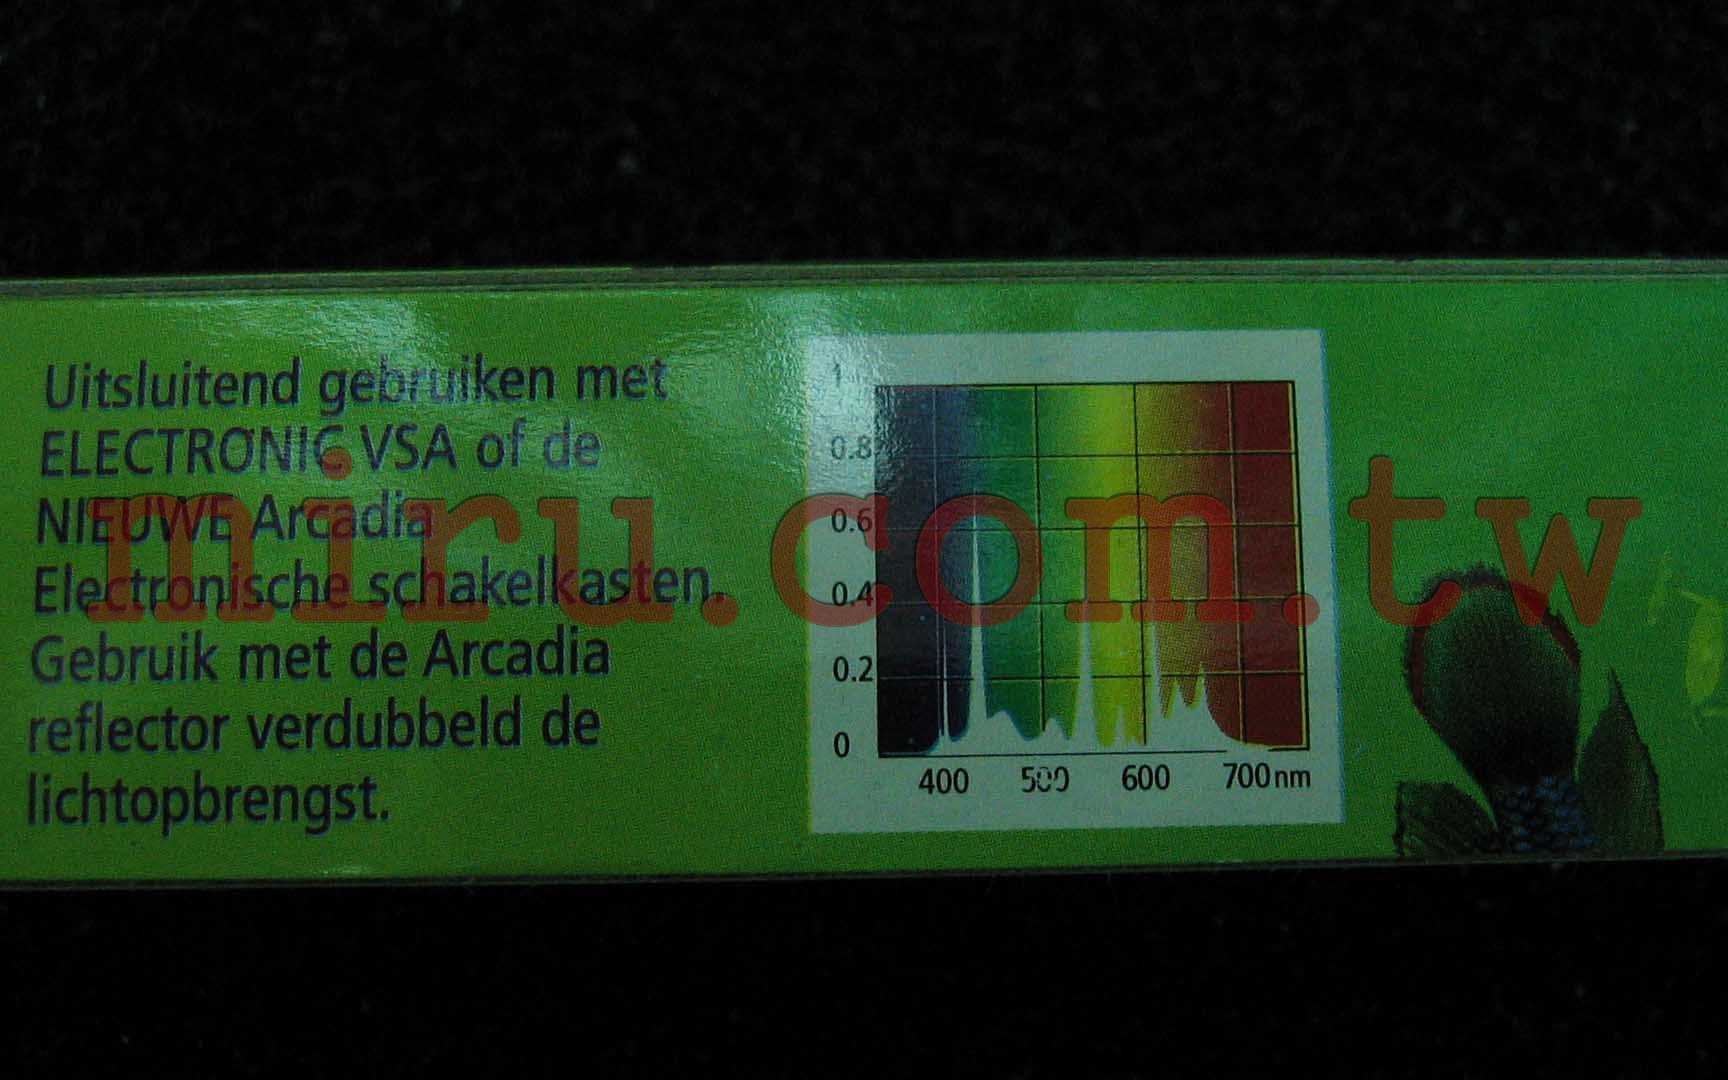 Uitsluitend gebruiken met
ELECTRONIC VSA of de
NIEUWE Arcadia
Electronische schakelkasten.
Gebruik met de Arcadia
reflector verdubbeld de
lichtopbrengst.
1
0.8
0.6
0.4
0.2
0
400 500 600 700nm
miru.com.tw